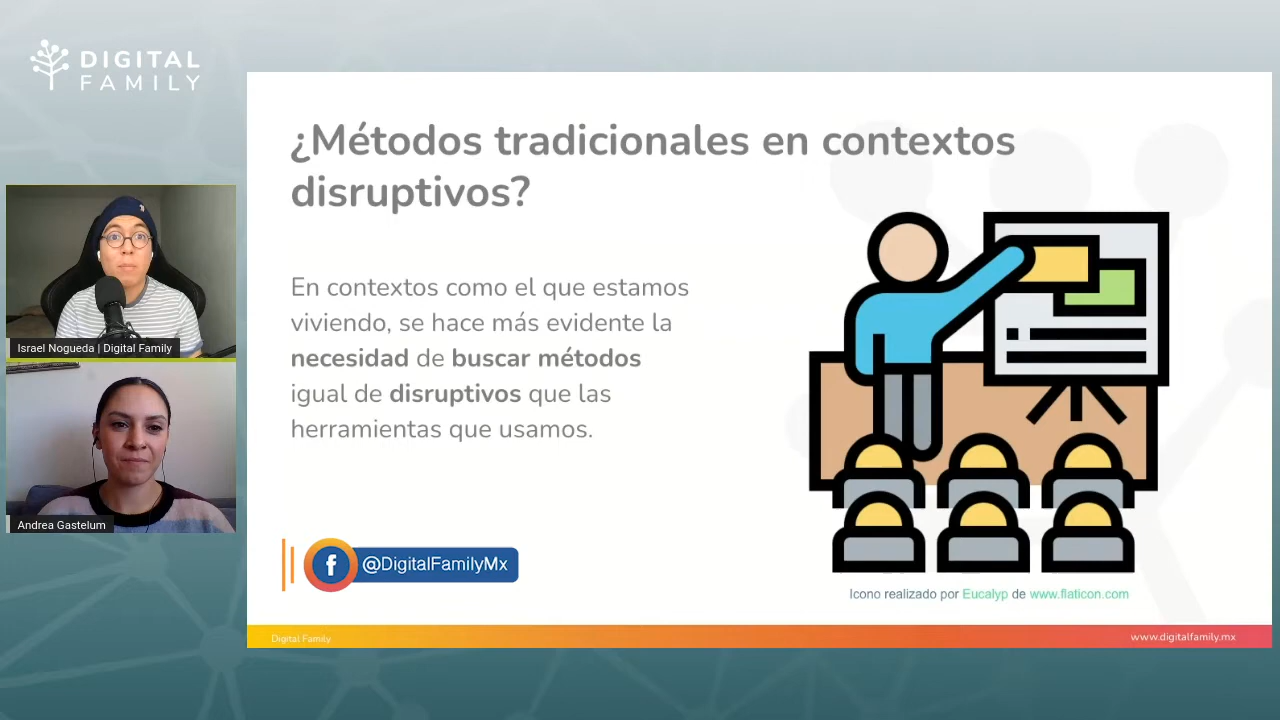 DIGITAL
FAMILY
¿Métodos tradicionales en contextos
disruptivos?
Israel Nogueda | Digital Family
En contextos como el que estamos
viviendo, se hace más evidente la
necesidad de buscar métodos
igual de disruptivos que las
herramientas que usamos.
Andrea Gastelum
f @DigitalFamilyMx
Icono realizado por Eucalyp de www.flaticon.com
Digital Family
www.digitalfamily.mx